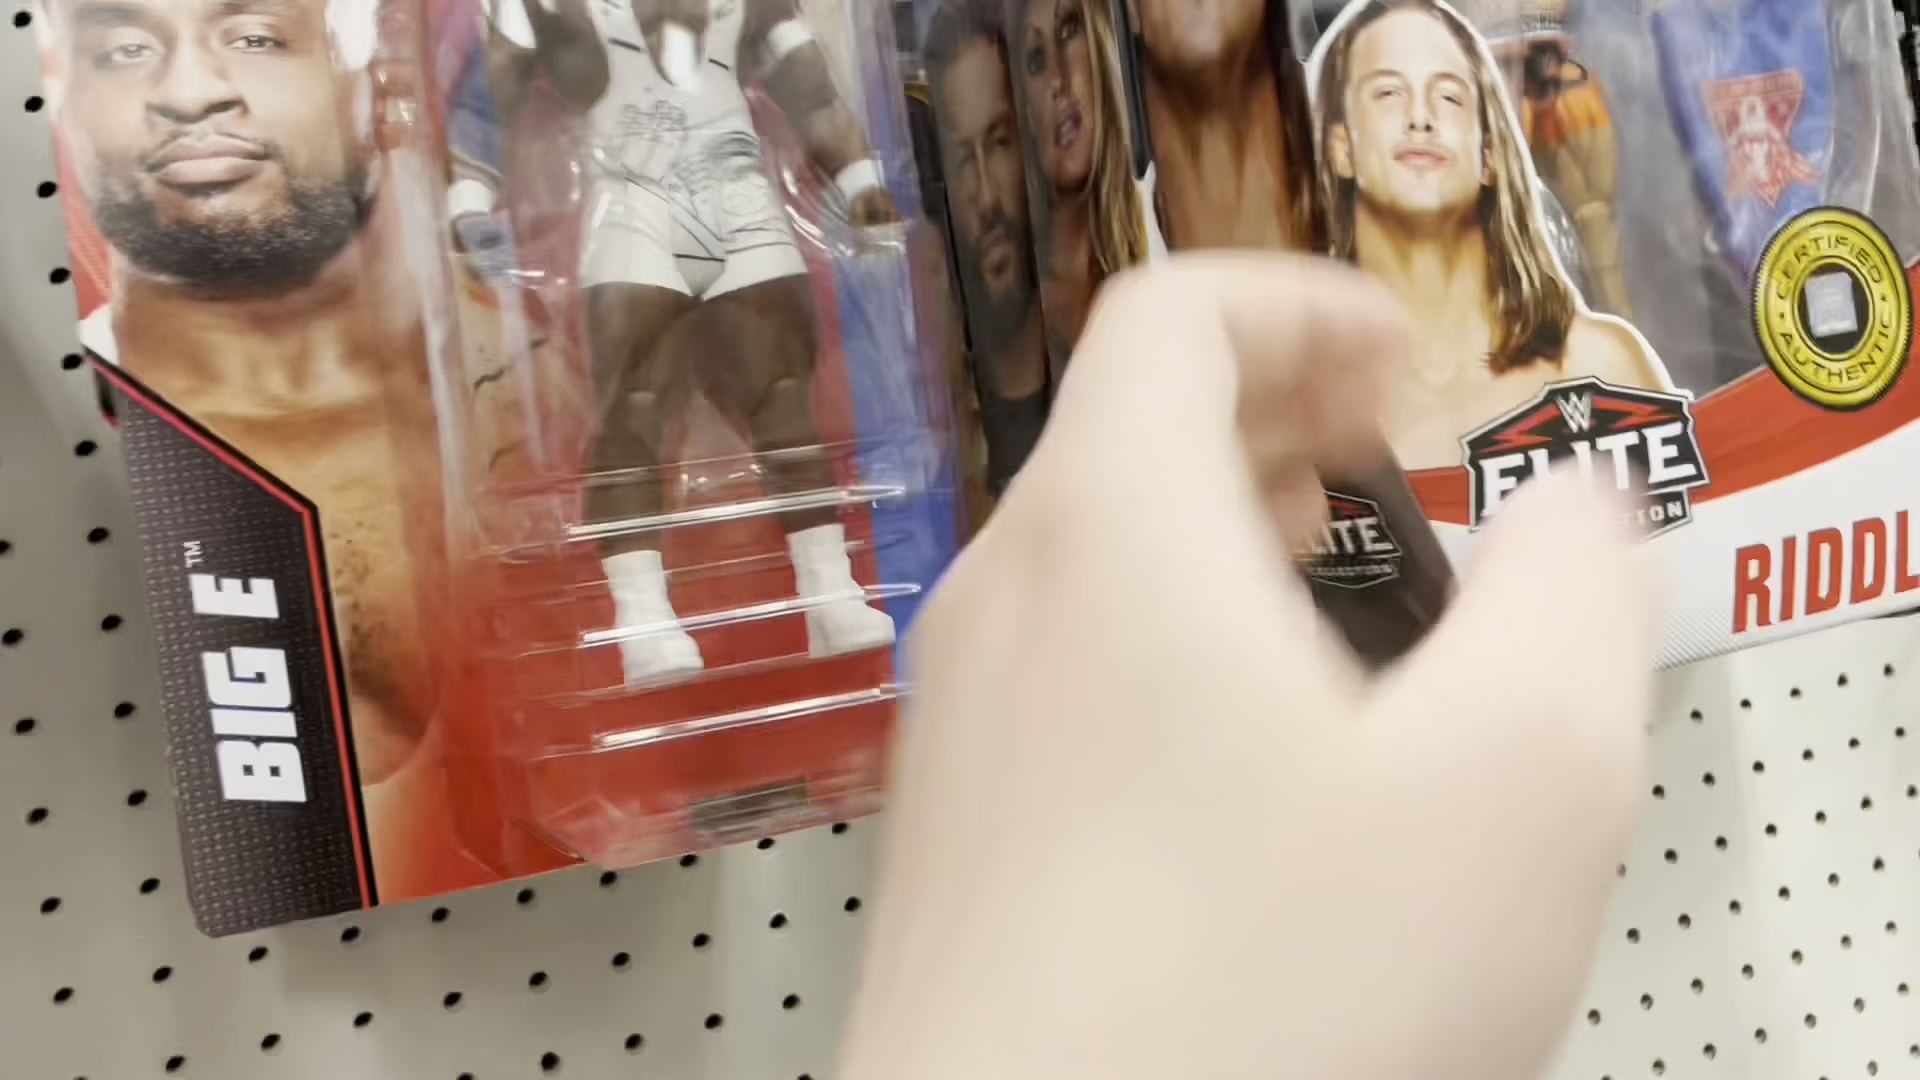 BIG E™
CERTIFIED
AUTHENTIC
W
ELITE
RIDDL